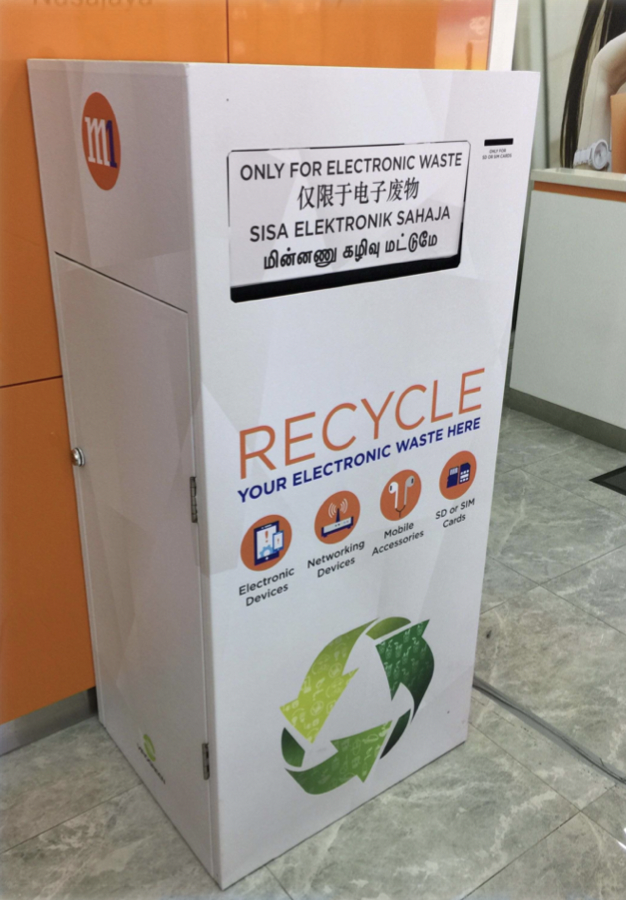 m1
ONLY FOR ELECTRONIC WASTE
仅限于电子废物
SISA ELEKTRONIK SAHAJA
மின்னணு கழிவு மட்டுமே
ONLY FOR
SD OR SIM CARDS
RECYCLE
YOUR ELECTRONIC WASTE HERE
Electronic
Devices
Networking
Devices
Mobile
Accessories
SD or SIM
Cards